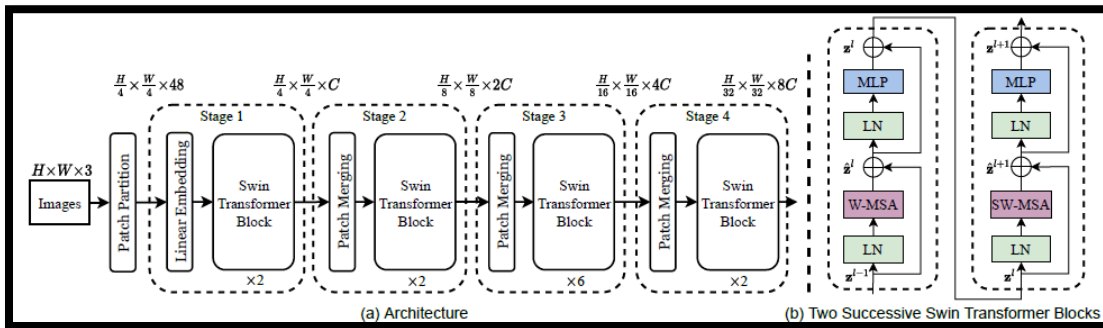 H/4 × W/4 × 48
H/4 × W/4 × C
H/8 × W/8 × 2C
H/16 × W/16 × 4C
H/32 × W/32 × 8C
Stage 1
Stage 2
Stage 3
Stage 4
H×W×3
Images
Patch Partition
Linear Embedding
Swin
Transformer
Block
×2
Patch Merging
Swin
Transformer
Block
×2
Patch Merging
Swin
Transformer
Block
×6
Patch Merging
Swin
Transformer
Block
×2
(a) Architecture
z^l
MLP
LN
ẑ^l
W-MSA
LN
z^{l-1}
z^{l+1}
MLP
LN
ẑ^{l+1}
SW-MSA
LN
z^l
(b) Two Successive Swin Transformer Blocks